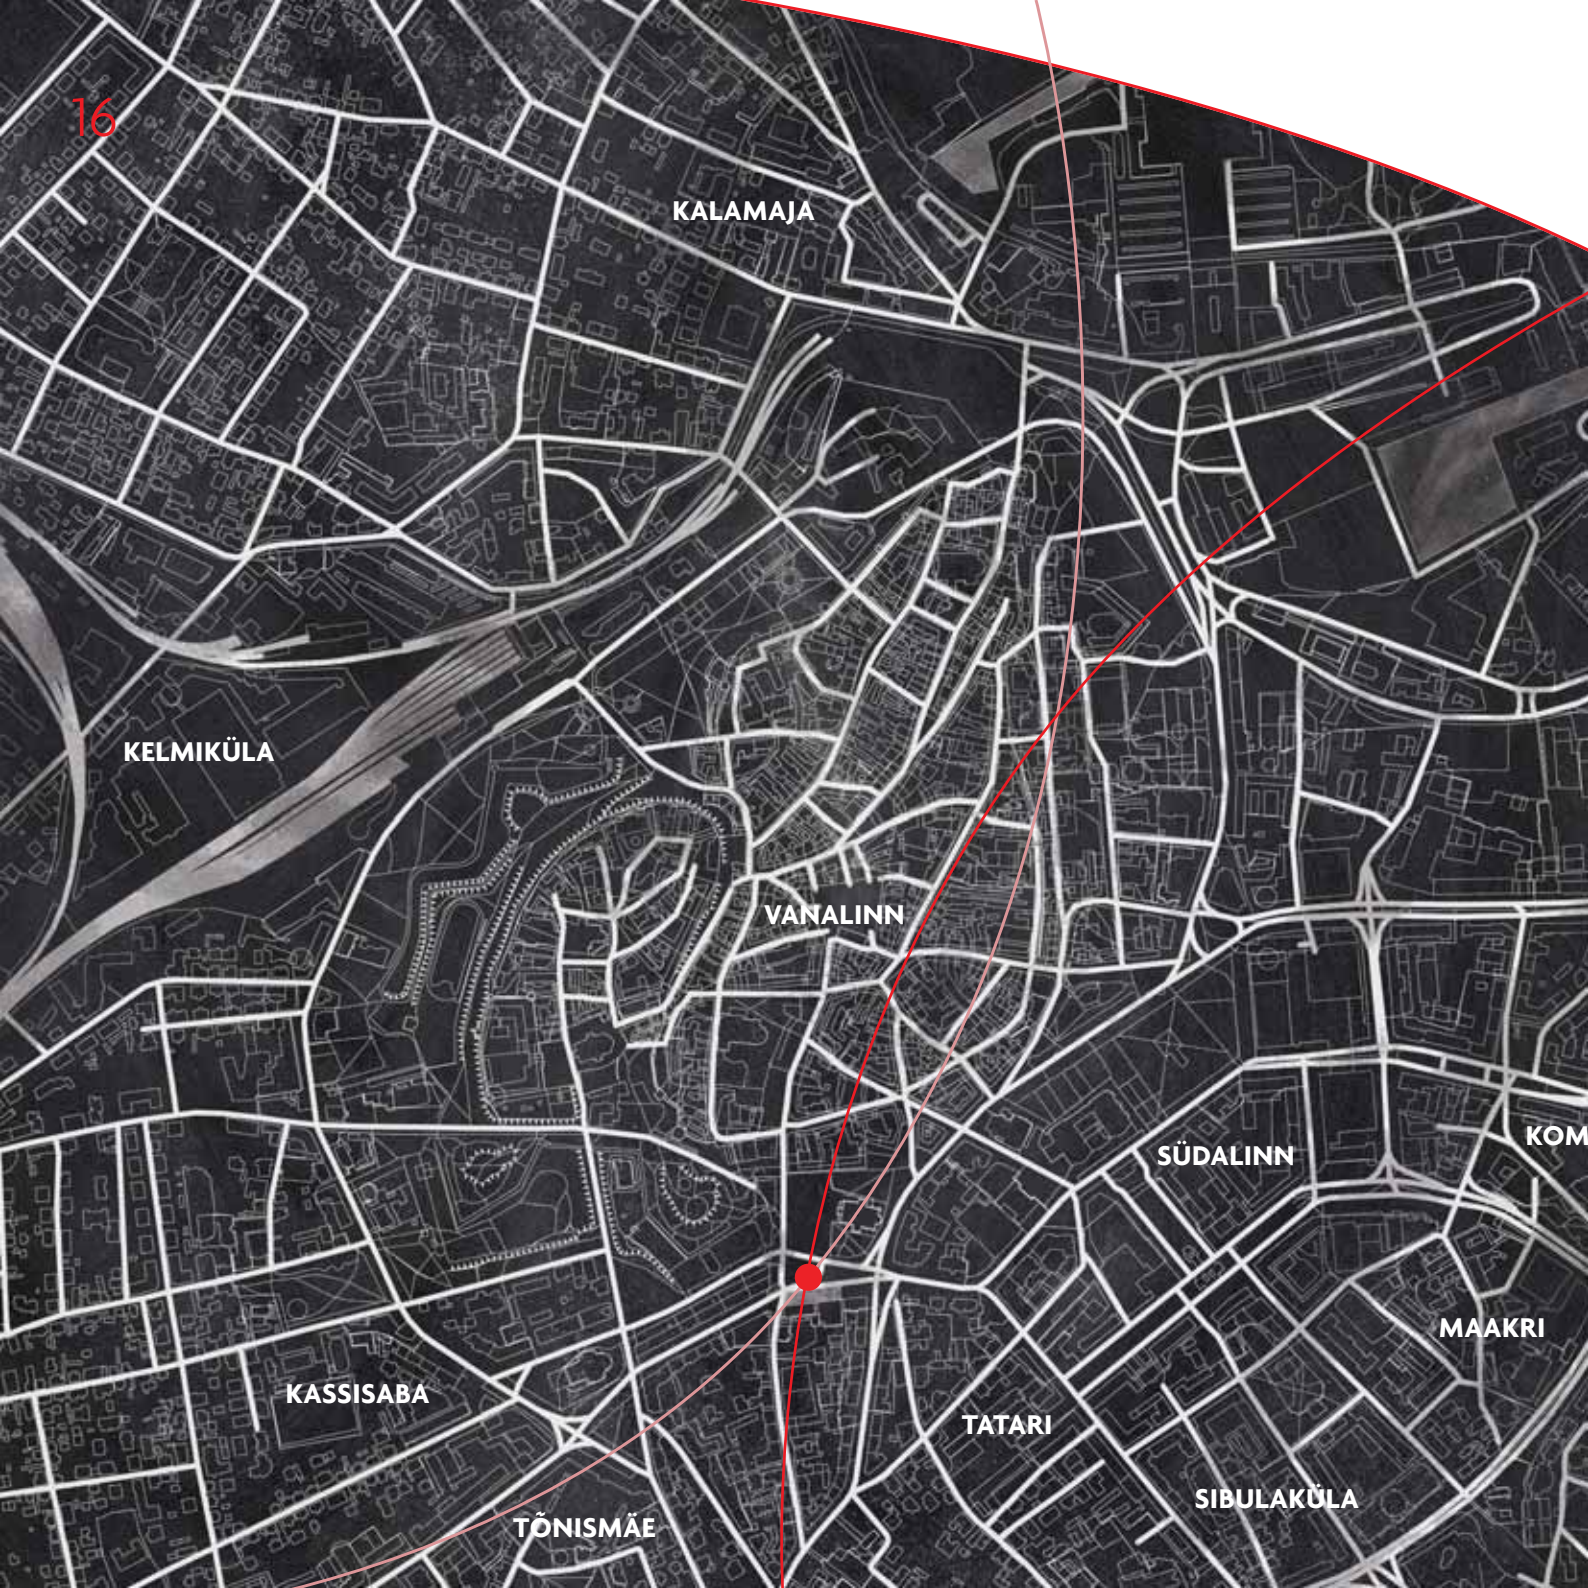 16
KALAMAJA
KELMIKÜLA
VANALINN
KOM
SÜDALINN
MAAKRI
KASSISABA
TATARI
SIBULAKÜLA
TÕNISMÄE